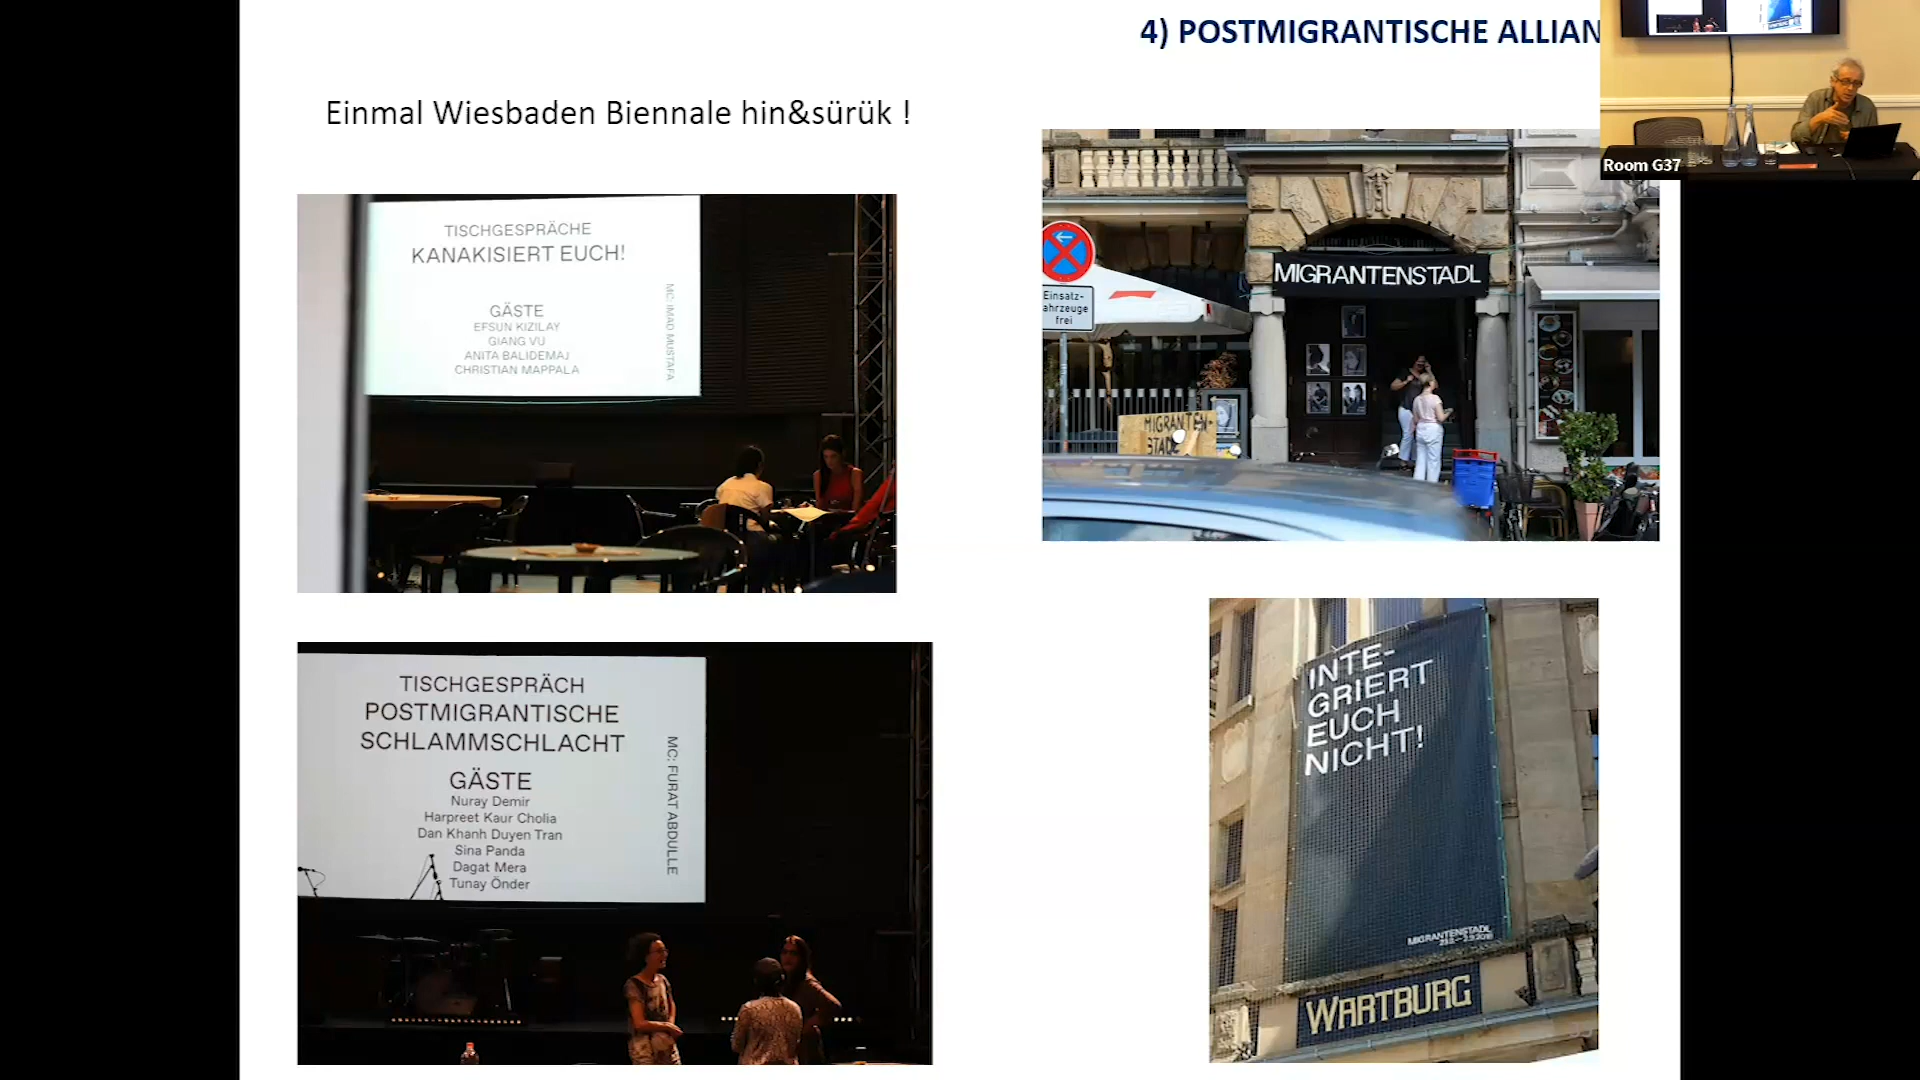 4) POSTMIGRANTISCHE ALLIAN
Einmal Wiesbaden Biennale hin&sürük !
Room G37
TISCHGESPRÄCHE
KANAKISIERT EUCH!
GÄSTE
EFSUN KIZILAY
GIANG VU
ANITA BALIDEMAJ
CHRISTIAN MAPPALA
MC: IMAD MUSTAFA
Einsatz-
fahrzeuge
frei
MIGRANTENSTADL
MIGRANTEN-
STADL
TISCHGESPRÄCH
POSTMIGRANTISCHE
SCHLAMMSCHLACHT
GÄSTE
Nuray Demir
Harpreet Kaur Cholia
Dan Khanh Duyen Tran
Sina Panda
Dagat Mera
Tunay Önder
MC: FURAT ABDULLE
INTE-
GRIERT
EUCH
NICHT!
MIGRANTENSTADL
WARTBURG